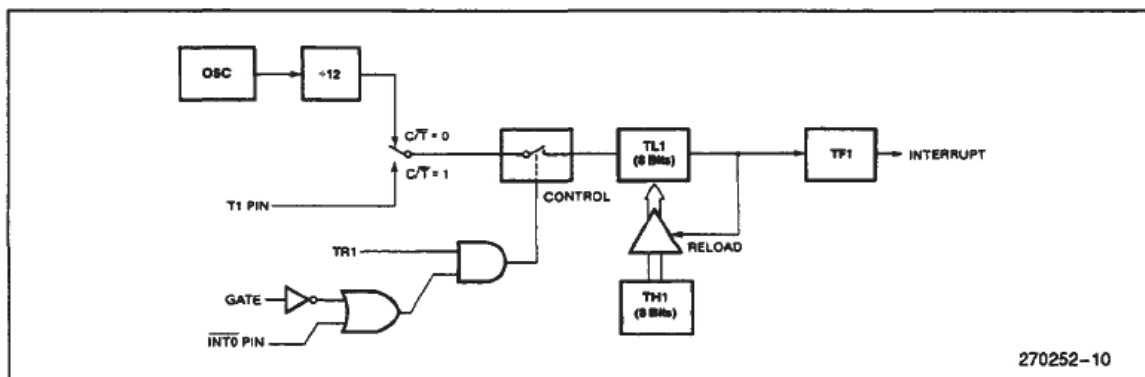 OSC
÷12
C/T̅ = 0
C/T̅ = 1
T1 PIN
CONTROL
TL1
(8 Bits)
TF1
INTERRUPT
TR1
RELOAD
GATE
TH1
(8 Bits)
I̅N̅T̅0̅ PIN
270252-10